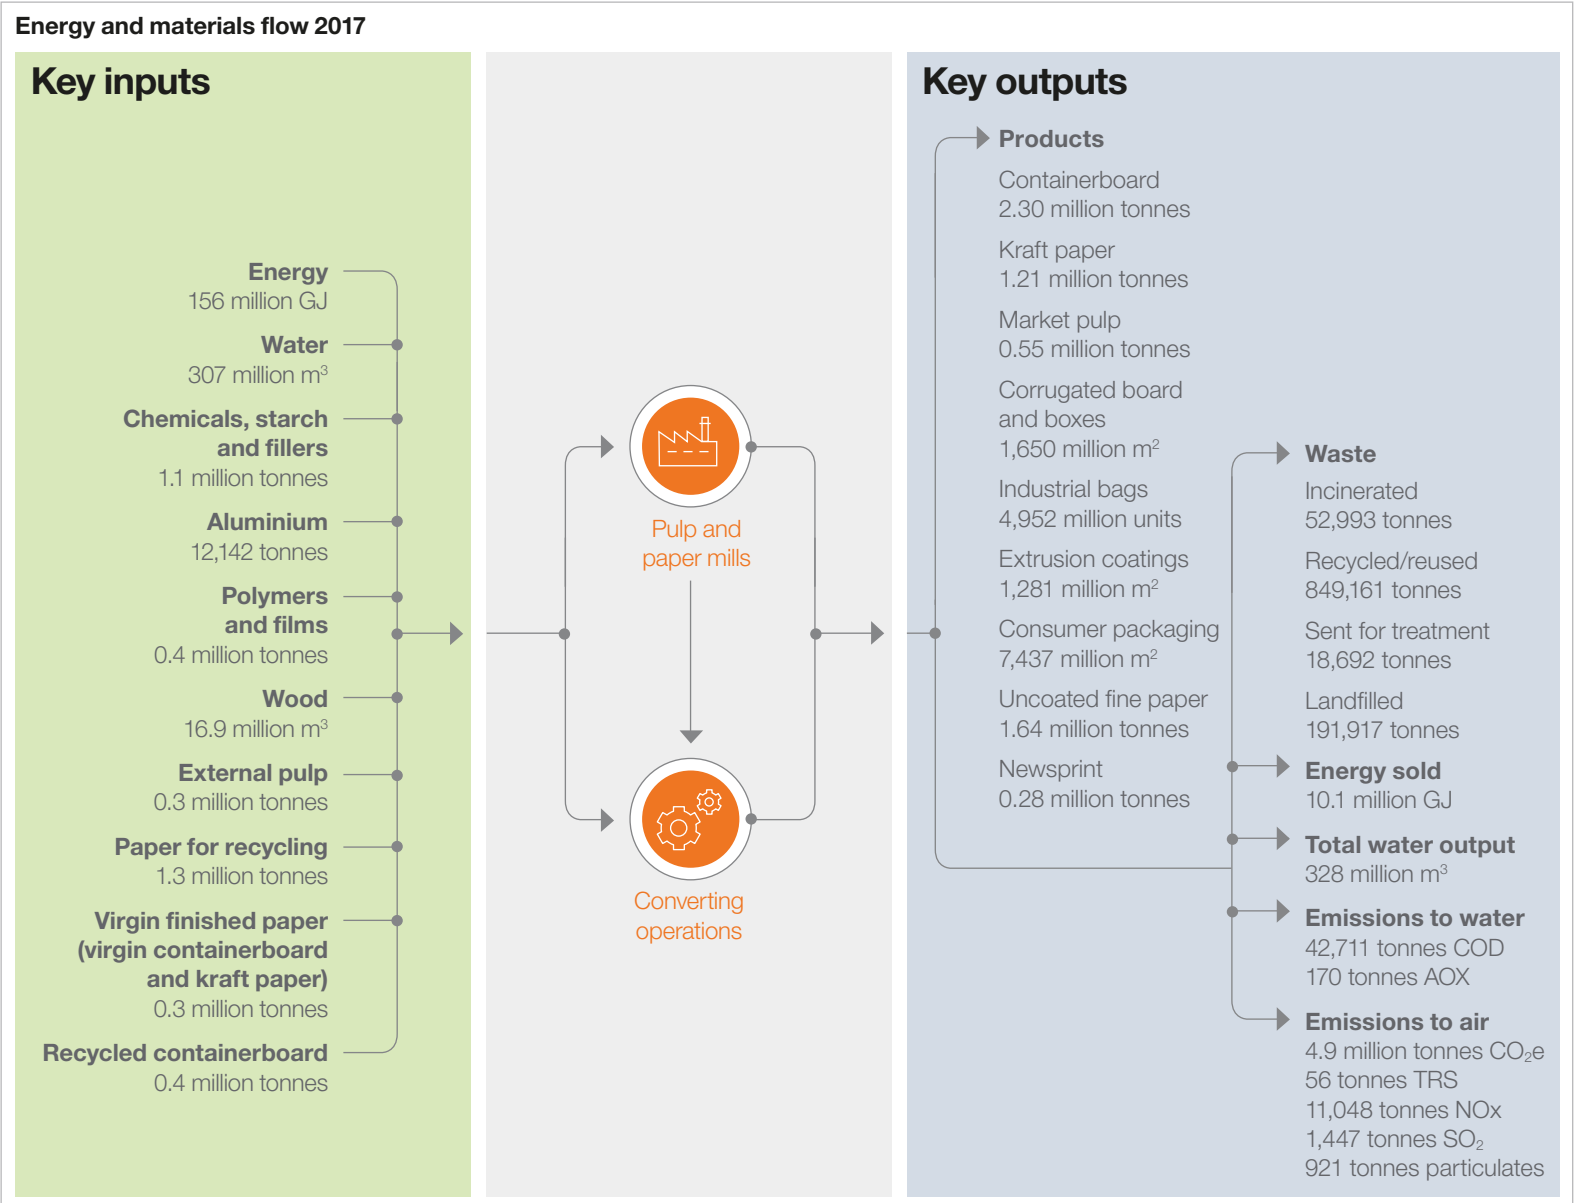 Energy and materials flow 2017
Key inputs
Energy
156 million GJ
Water
307 million m³
Chemicals, starch
and fillers
1.1 million tonnes
Aluminium
12,142 tonnes
Polymers
and films
0.4 million tonnes
Wood
16.9 million m³
External pulp
0.3 million tonnes
Paper for recycling
1.3 million tonnes
Virgin finished paper
(virgin containerboard
and kraft paper)
0.3 million tonnes
Recycled containerboard
0.4 million tonnes
Pulp and
paper mills
Converting
operations
Key outputs
Products
Containerboard
2.30 million tonnes
Kraft paper
1.21 million tonnes
Market pulp
0.55 million tonnes
Corrugated board
and boxes
1,650 million m²
Industrial bags
4,952 million units
Extrusion coatings
1,281 million m²
Consumer packaging
7,437 million m²
Uncoated fine paper
1.64 million tonnes
Newsprint
0.28 million tonnes
Waste
Incinerated
52,993 tonnes
Recycled/reused
849,161 tonnes
Sent for treatment
18,692 tonnes
Landfilled
191,917 tonnes
Energy sold
10.1 million GJ
Total water output
328 million m³
Emissions to water
42,711 tonnes COD
170 tonnes AOX
Emissions to air
4.9 million tonnes CO₂e
56 tonnes TRS
11,048 tonnes NOx
1,447 tonnes SO₂
921 tonnes particulates